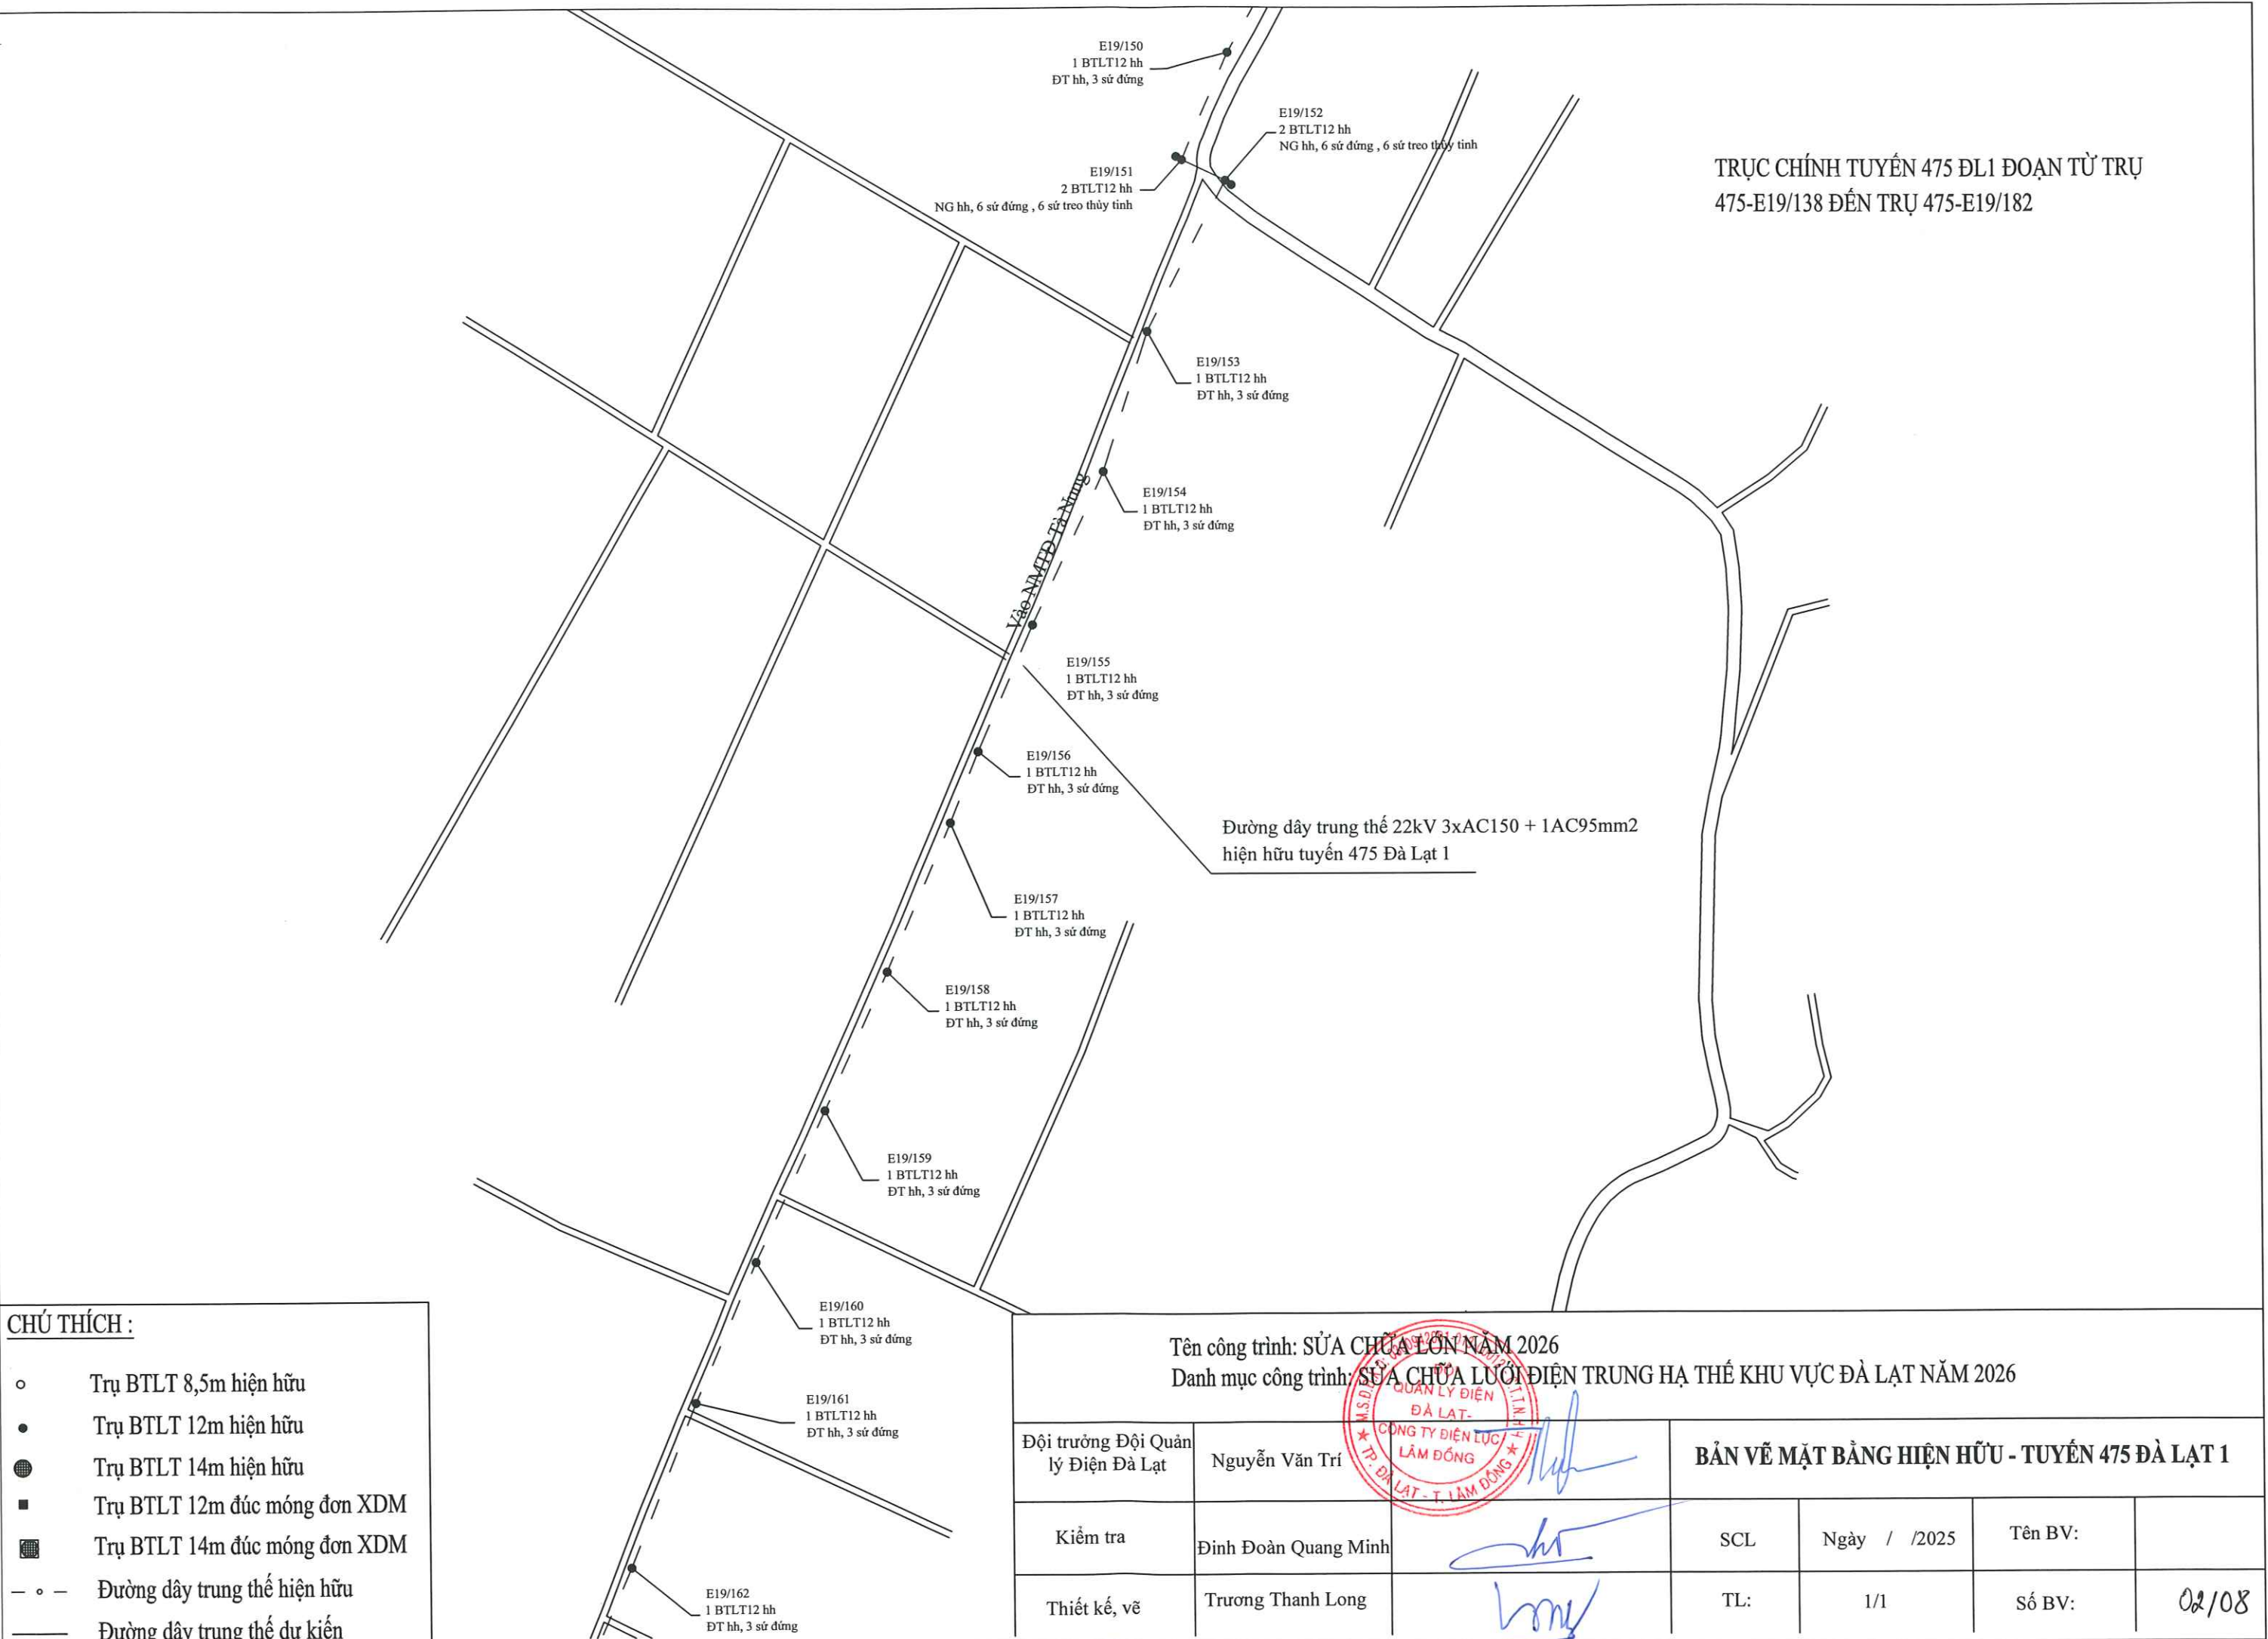 E19/150
1 BTLT12 hh
ĐT hh, 3 sứ đứng
E19/152
2 BTLT12 hh
NG hh, 6 sứ đứng , 6 sứ treo thủy tinh
TRỤC CHÍNH TUYẾN 475 ĐL1 ĐOẠN TỪ TRỤ
475-E19/138 ĐẾN TRỤ 475-E19/182
E19/151
2 BTLT12 hh
NG hh, 6 sứ đứng , 6 sứ treo thủy tinh
E19/153
1 BTLT12 hh
ĐT hh, 3 sứ đứng
E19/154
1 BTLT12 hh
ĐT hh, 3 sứ đứng
Vào NMTĐ Tà Nung
E19/155
1 BTLT12 hh
ĐT hh, 3 sứ đứng
E19/156
1 BTLT12 hh
ĐT hh, 3 sứ đứng
Đường dây trung thế 22kV 3xAC150 + 1AC95mm2
hiện hữu tuyến 475 Đà Lạt 1
E19/157
1 BTLT12 hh
ĐT hh, 3 sứ đứng
E19/158
1 BTLT12 hh
ĐT hh, 3 sứ đứng
E19/159
1 BTLT12 hh
ĐT hh, 3 sứ đứng
E19/160
1 BTLT12 hh
ĐT hh, 3 sứ đứng
E19/161
1 BTLT12 hh
ĐT hh, 3 sứ đứng
E19/162
1 BTLT12 hh
ĐT hh, 3 sứ đứng
CHÚ THÍCH :
Trụ BTLT 8,5m hiện hữu
Trụ BTLT 12m hiện hữu
Trụ BTLT 14m hiện hữu
Trụ BTLT 12m đúc móng đơn XDM
Trụ BTLT 14m đúc móng đơn XDM
Đường dây trung thế hiện hữu
Đường dây trung thế dự kiến
Tên công trình: SỬA CHỮA LỚN NĂM 2026
Danh mục công trình: SỬA CHỮA LƯỚI ĐIỆN TRUNG HẠ THẾ KHU VỰC ĐÀ LẠT NĂM 2026
ĐỘI
QUẢN LÝ ĐIỆN
ĐÀ LẠT-
CÔNG TY ĐIỆN LỰC
LÂM ĐỒNG
TP. ĐÀ LẠT - T. LÂM ĐỒNG
Đội trưởng Đội Quản
lý Điện Đà Lạt
Nguyễn Văn Trí
BẢN VẼ MẶT BẰNG HIỆN HỮU - TUYẾN 475 ĐÀ LẠT 1
Kiểm tra
Đinh Đoàn Quang Minh
SCL
Ngày / /2025
Tên BV:
Thiết kế, vẽ
Trương Thanh Long
TL:
1/1
Số BV:
02/08